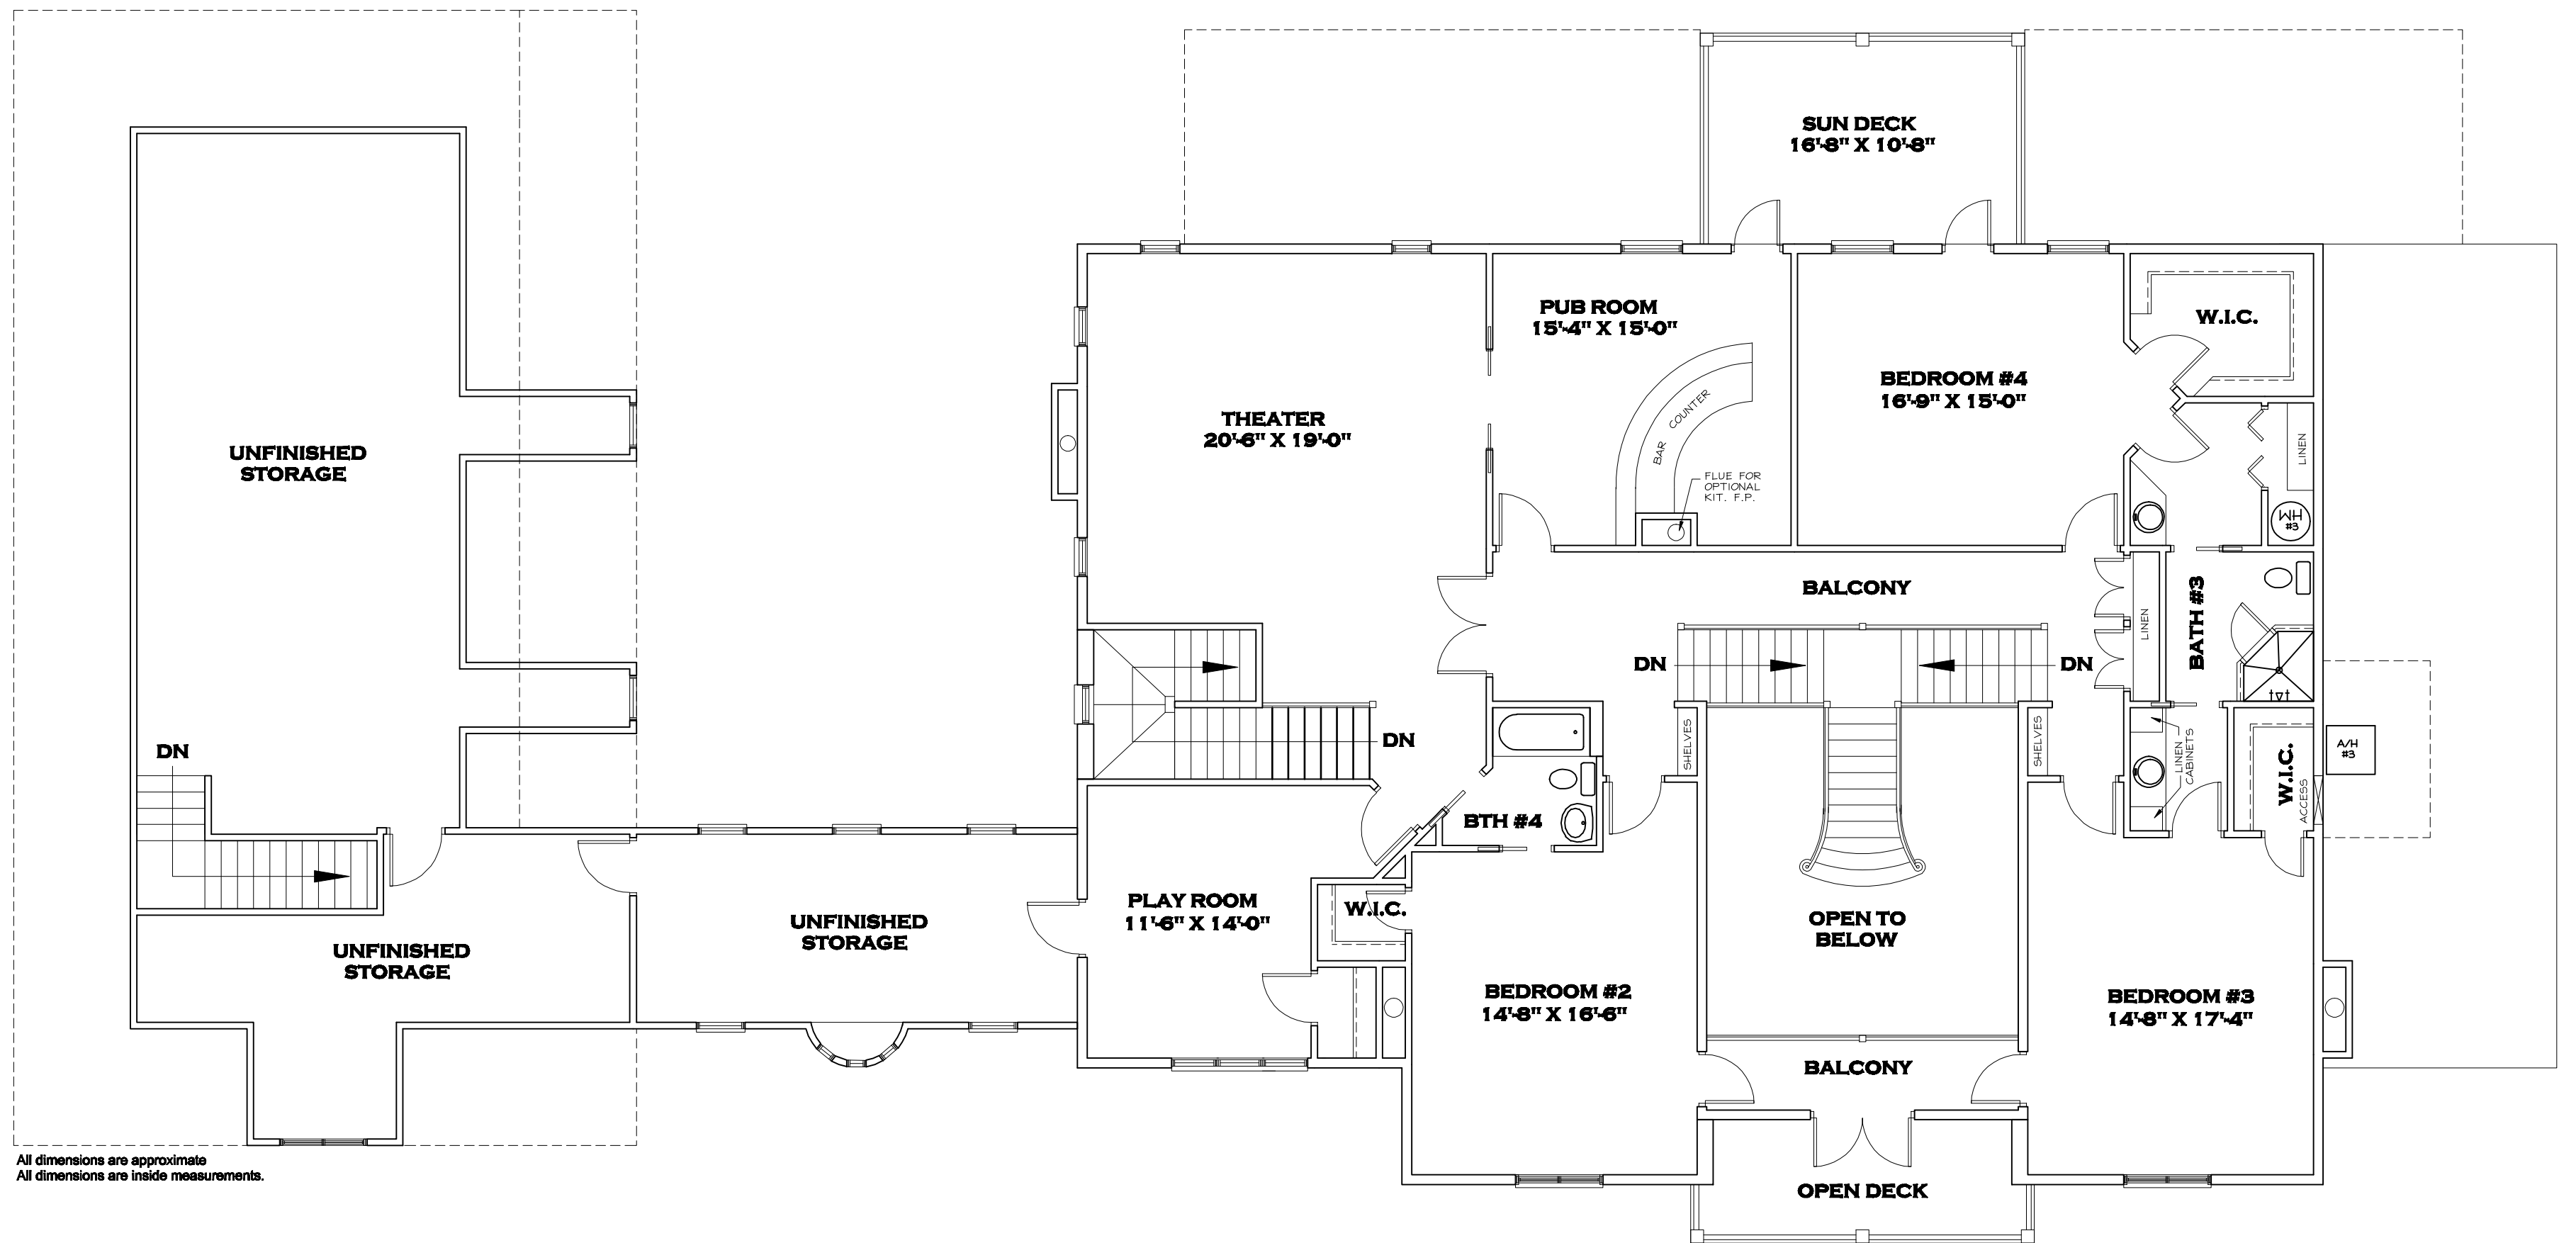 SUN DECK
16'-8" X 10'-8"
PUB ROOM
15'-4" X 15'-0"
W.I.C.
BEDROOM #4
16'-9" X 15'-0"
THEATER
20'-6" X 19'-0"
BAR COUNTER
LINEN
UNFINISHED
STORAGE
FLUE FOR
OPTIONAL
KIT. F.P.
WH
#3
BALCONY
BATH #3
LINEN
DN
DN
DN
DN
SHELVES
SHELVES
LINEN
CABINETS
W.I.C.
ACCESS
A/H
#3
BTH #4
PLAY ROOM
11'-6" X 14'-0"
W.I.C.
UNFINISHED
STORAGE
OPEN TO
BELOW
UNFINISHED
STORAGE
BEDROOM #2
14'-8" X 16'-6"
BEDROOM #3
14'-8" X 17'-4"
BALCONY
OPEN DECK
All dimensions are approximate
All dimensions are inside measurements.